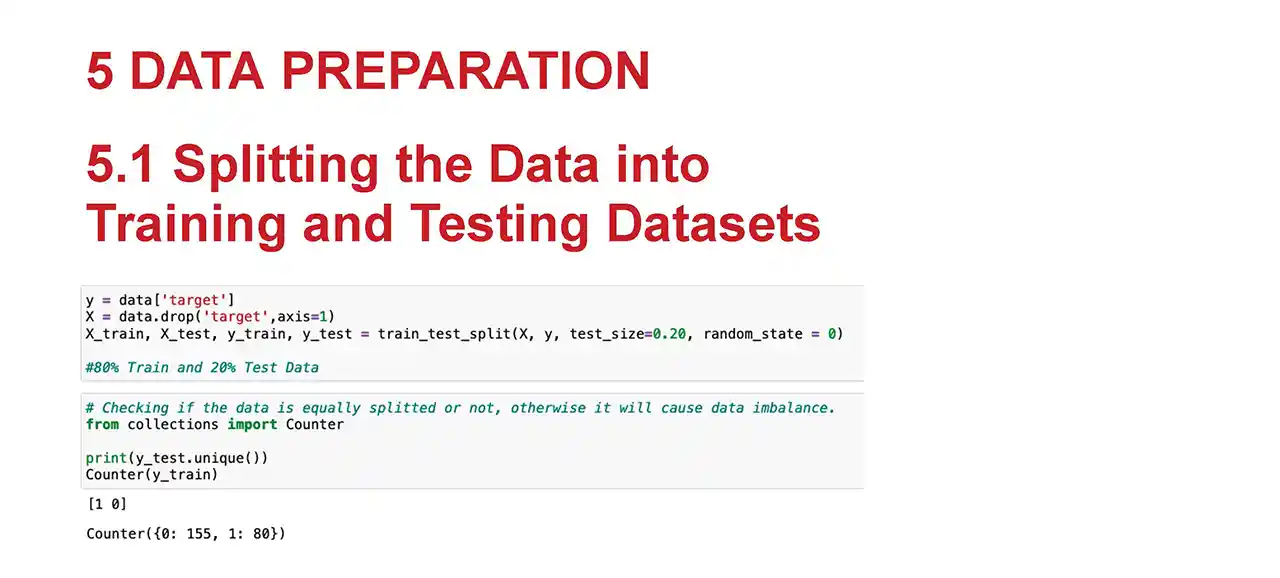 5 DATA PREPARATION
5.1 Splitting the Data into
Training and Testing Datasets
y = data['target']
X = data.drop('target',axis=1)
X_train, X_test, y_train, y_test = train_test_split(X, y, test_size=0.20, random_state = 0)
#80% Train and 20% Test Data
# Checking if the data is equally splitted or not, otherwise it will cause data imbalance.
from collections import Counter
print(y_test.unique())
Counter(y_train)
[1 0]
Counter({0: 155, 1: 80})